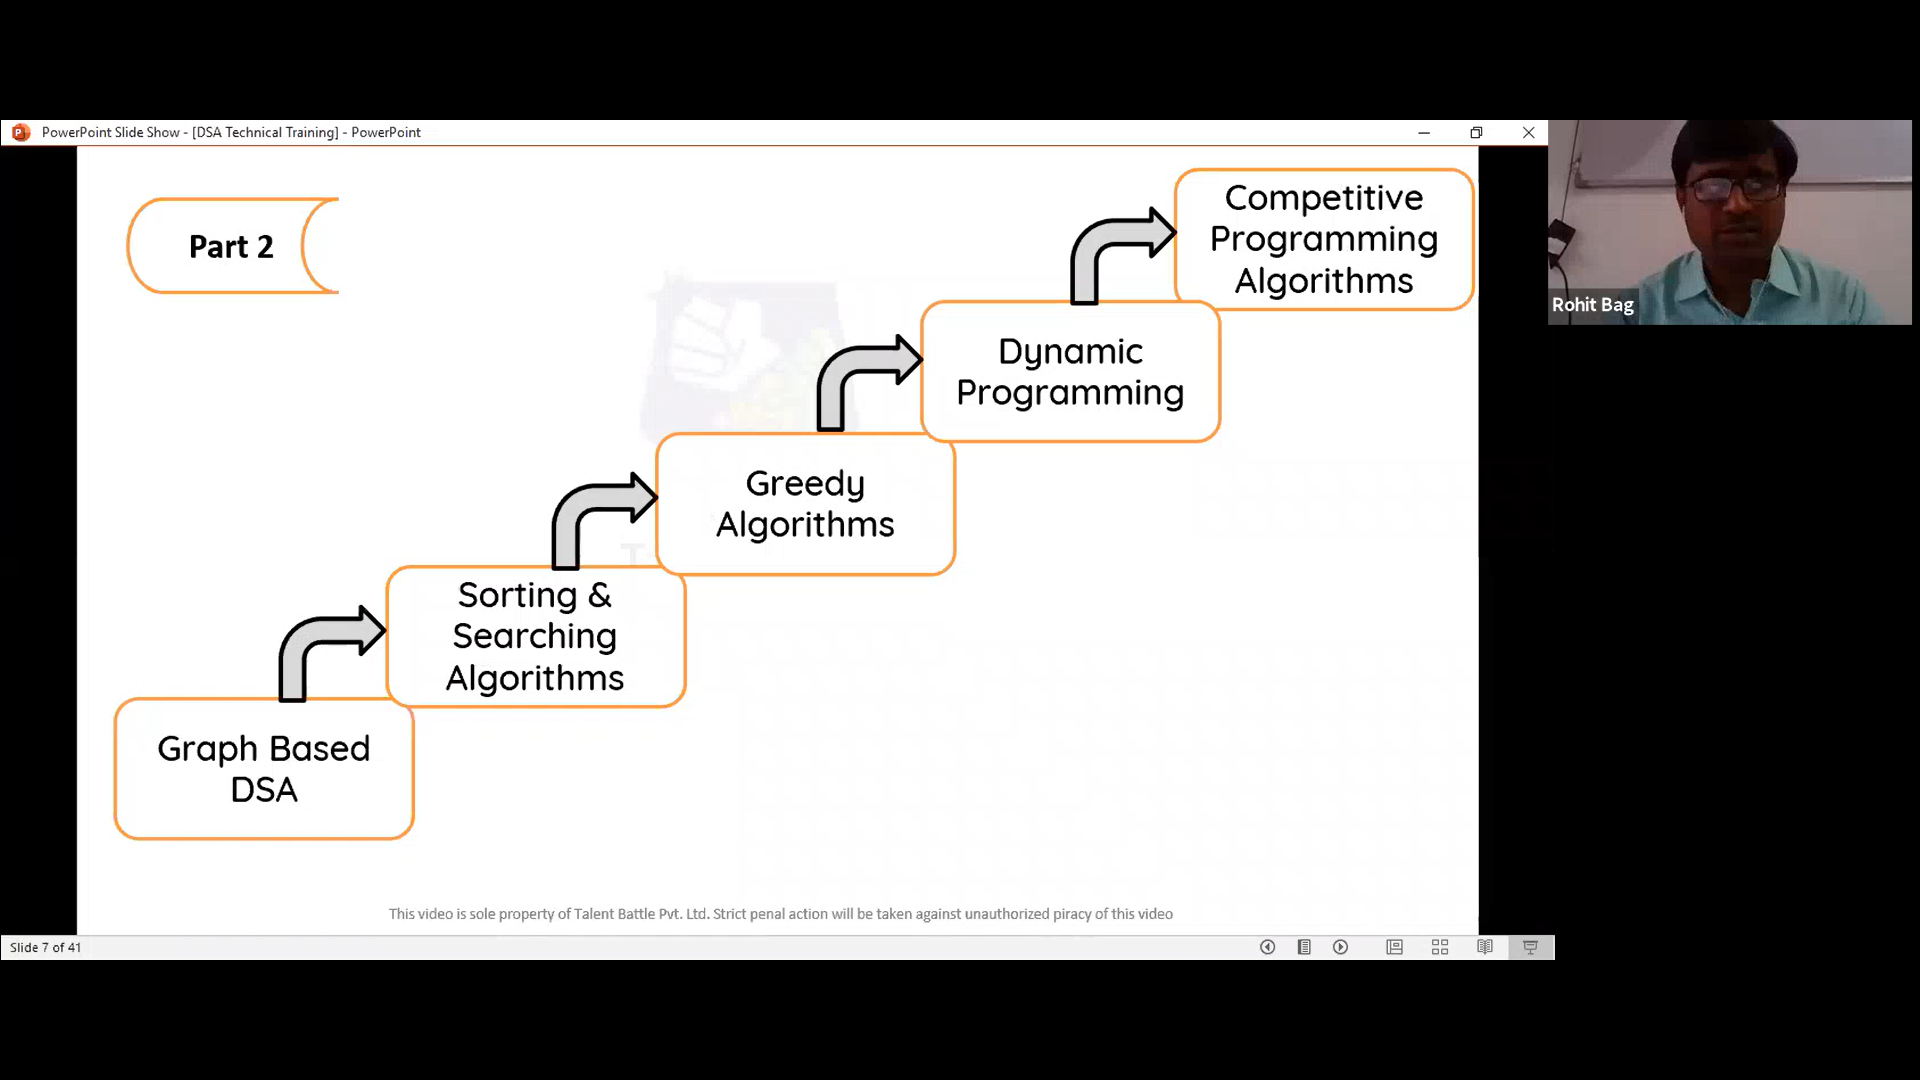 PowerPoint Slide Show - [DSA Technical Training] - PowerPoint
Part 2
Competitive
Programming
Algorithms
Dynamic
Programming
Greedy
Algorithms
Sorting &
Searching
Algorithms
Graph Based
DSA
This video is sole property of Talent Battle Pvt. Ltd. Strict penal action will be taken against unauthorized piracy of this video
Slide 7 of 41
Rohit Bag